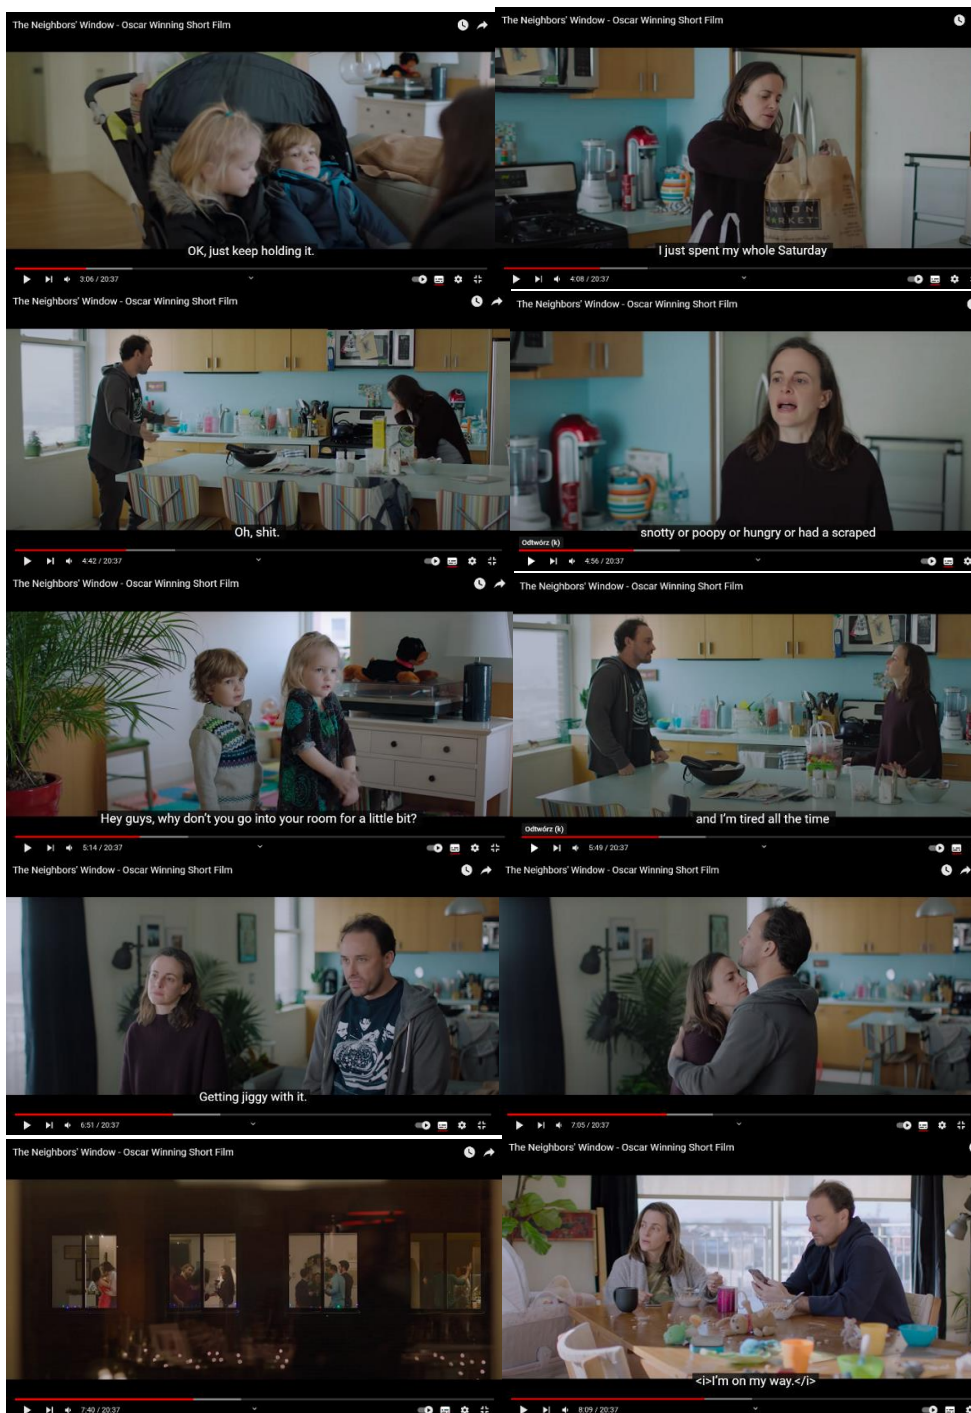 The Neighbors' Window - Oscar Winning Short Film
OK, just keep holding it.
3:06 / 20:37
The Neighbors' Window - Oscar Winning Short Film
UNION
MARKET
I just spent my whole Saturday
4:08 / 20:37
The Neighbors' Window - Oscar Winning Short Film
Oh, shit.
4:42 / 20:37
The Neighbors' Window - Oscar Winning Short Film
snotty or poopy or hungry or had a scraped
Odtwórz (k)
4:56 / 20:37
The Neighbors' Window - Oscar Winning Short Film
Hey guys, why don't you go into your room for a little bit?
5:14 / 20:37
The Neighbors' Window - Oscar Winning Short Film
and I'm tired all the time
Odtwórz (k)
5:49 / 20:37
The Neighbors' Window - Oscar Winning Short Film
Getting jiggy with it.
6:51 / 20:37
The Neighbors' Window - Oscar Winning Short Film
7:05 / 20:37
The Neighbors' Window - Oscar Winning Short Film
7:40 / 20:37
The Neighbors' Window - Oscar Winning Short Film
<i>I'm on my way.</i>
8:09 / 20:37